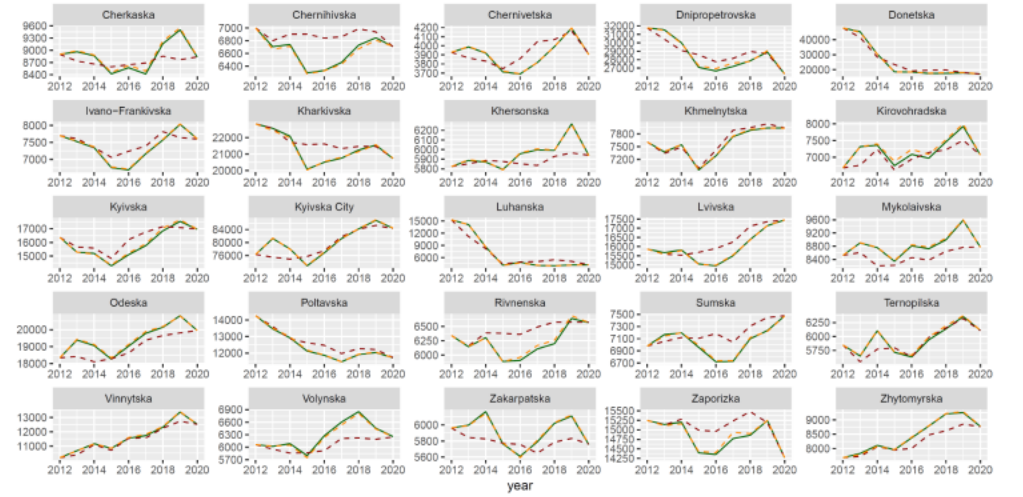 Cherkaska Chernihivska Chernivetska Dnipropetrovska Donetska
9600 7000 4200 32000
9300 6800 4100 31000 40000
9000 6600 4000 30000 30000
8700 6400 3900 29000 20000
8400 3800 28000
3700 27000
2012 2014 2016 2018 2020 2012 2014 2016 2018 2020 2012 2014 2016 2018 2020 2012 2014 2016 2018 2020 2012 2014 2016 2018 2020
Ivano−Frankivska Kharkivska Khersonska Khmelnytska Kirovohradska
8000 22000 6200 7800 8000
7500 21000 6100 7500 7000
7000 20000 6000 7200
5900
5800
2012 2014 2016 2018 2020 2012 2014 2016 2018 2020 2012 2014 2016 2018 2020 2012 2014 2016 2018 2020 2012 2014 2016 2018 2020
Kyivska Kyivska City Luhanska Lvivska Mykolaivska
17000 84000 15000 17500 9600
16000 80000 12000 17000 9200
15000 76000 9000 16500 8800
6000 16000 8400
15500
15000
2012 2014 2016 2018 2020 2012 2014 2016 2018 2020 2012 2014 2016 2018 2020 2012 2014 2016 2018 2020 2012 2014 2016 2018 2020
Odeska Poltavska Rivnenska Sumska Ternopilska
20000 14000 6500 7500 6250
19000 13000 6250 7300 6000
18000 12000 6000 7100 5750
6900
6700
2012 2014 2016 2018 2020 2012 2014 2016 2018 2020 2012 2014 2016 2018 2020 2012 2014 2016 2018 2020 2012 2014 2016 2018 2020
Vinnytska Volynska Zakarpatska Zaporizka Zhytomyrska
13000 6900 6000 15500 9000
12000 6600 5800 15250 8500
11000 6300 5600 15000 8000
6000 14750
5700 14500
14250
2012 2014 2016 2018 2020 2012 2014 2016 2018 2020 2012 2014 2016 2018 2020 2012 2014 2016 2018 2020 2012 2014 2016 2018 2020
year